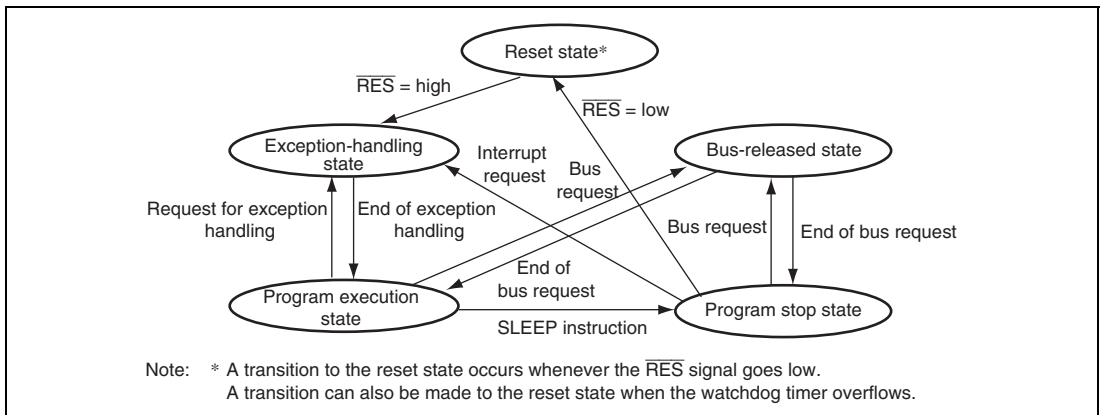 Reset state*
RES = high
RES = low
Exception-handling
state
Interrupt
request
Bus
request
Bus-released state
Request for exception
handling
End of exception
handling
Bus request
End of bus request
Program execution
state
End of
bus request
SLEEP instruction
Program stop state
Note: * A transition to the reset state occurs whenever the RES signal goes low.
A transition can also be made to the reset state when the watchdog timer overflows.